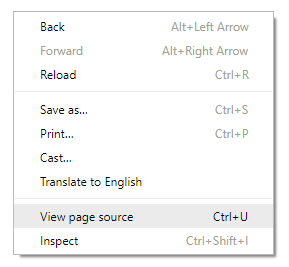 Back Alt+Left Arrow
Forward Alt+Right Arrow
Reload Ctrl+R
Save as... Ctrl+S
Print... Ctrl+P
Cast...
Translate to English
View page source Ctrl+U
Inspect Ctrl+Shift+I